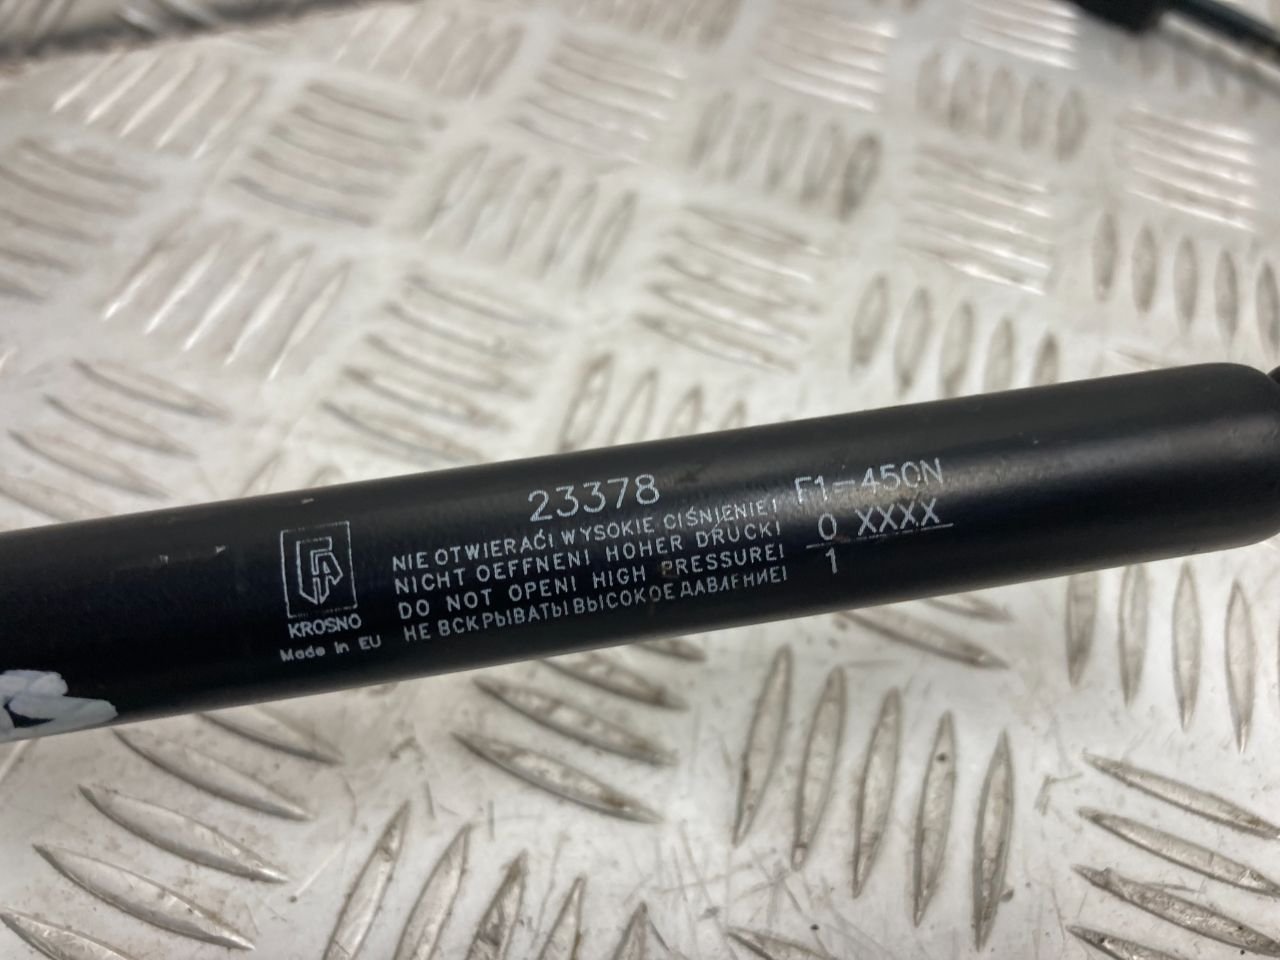 23378
F1-450N
NIE OTWIERAĆ! WYSOKIE CIŚNIENIE!
NICHT OEFFNEN! HOHER DRUCK!
DO NOT OPEN! HIGH PRESSURE!
НЕ ВСКРЫВАТЬ! ВЫСОКОЕ ДАВЛЕНИЕ!
0 XXXX
1
KROSNO
Made in EU